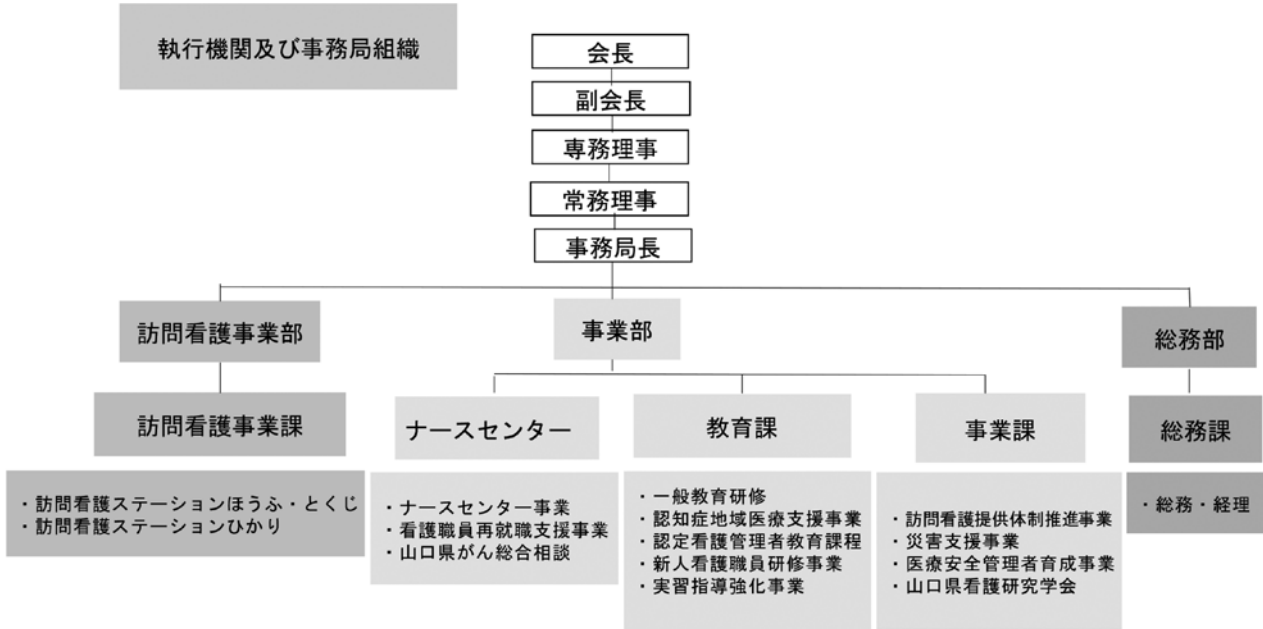 執行機関及び事務局組織
会長
副会長
専務理事
常務理事
事務局長
訪問看護事業部
事業部
総務部
訪問看護事業課
ナースセンター
教育課
事業課
総務課
・訪問看護ステーションほうふ・とくじ
・訪問看護ステーションひかり
・ナースセンター事業
・看護職員再就職支援事業
・山口県がん総合相談
・一般教育研修
・認知症地域医療支援事業
・認定看護管理者教育課程
・新人看護職員研修事業
・実習指導強化事業
・訪問看護提供体制推進事業
・災害支援事業
・医療安全管理者育成事業
・山口県看護研究学会
・総務・経理